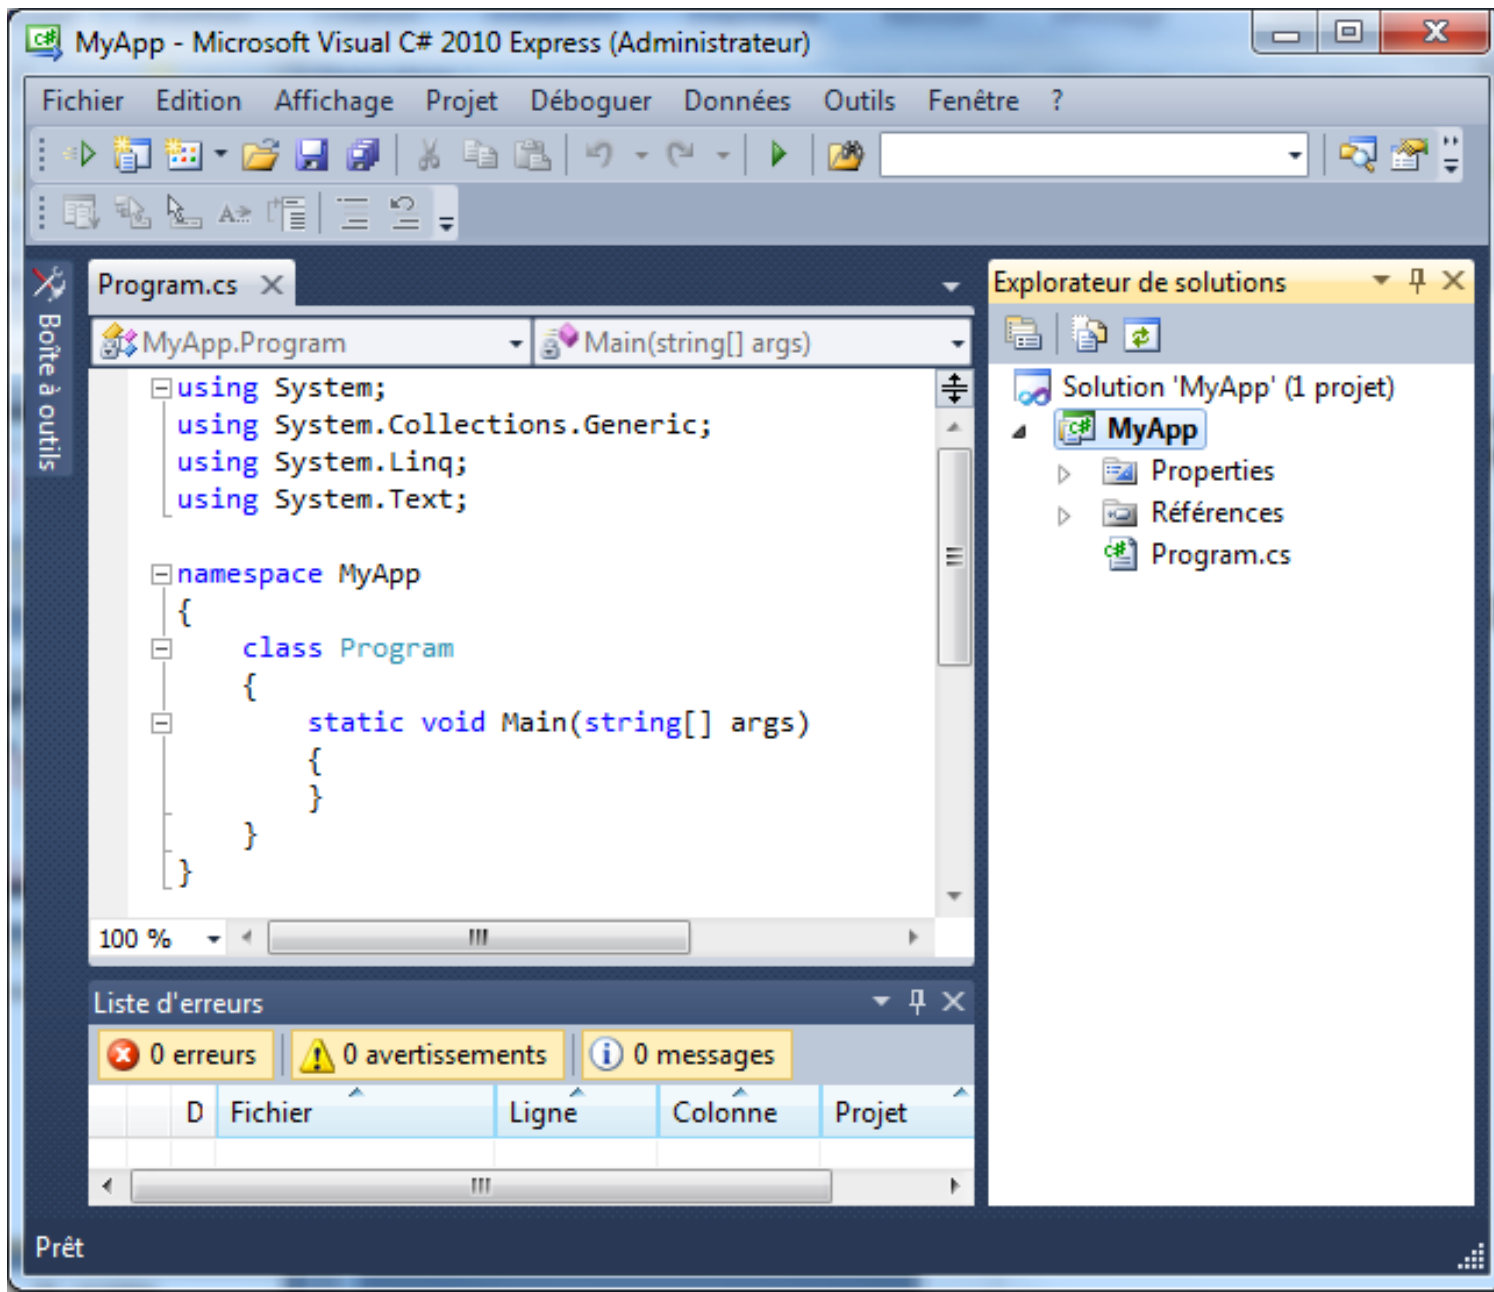 MyApp - Microsoft Visual C# 2010 Express (Administrateur)
Fichier Edition Affichage Projet Déboguer Données Outils Fenêtre ?
Boîte à outils
Program.cs
MyApp.Program
Main(string[] args)
using System;
using System.Collections.Generic;
using System.Linq;
using System.Text;
namespace MyApp
{
class Program
{
static void Main(string[] args)
{
}
}
}
100 %
Liste d'erreurs
0 erreurs 0 avertissements 0 messages
D Fichier Ligne Colonne Projet
Explorateur de solutions
Solution 'MyApp' (1 projet)
MyApp
Properties
Références
Program.cs
Prêt